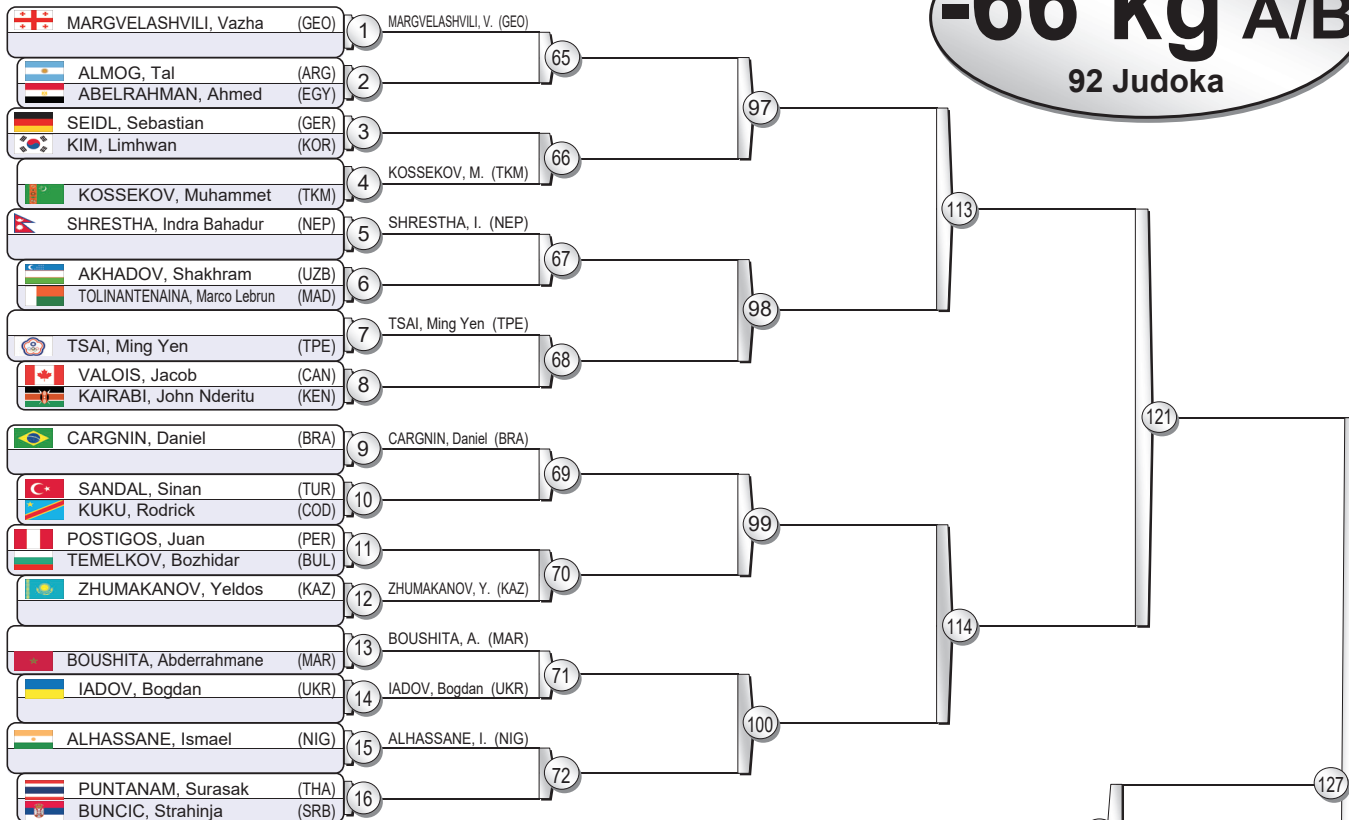 -66 kg A/B
92 Judoka
MARGVELASHVILI, Vazha (GEO)
1
MARGVELASHVILI, V. (GEO)
65
ALMOG, Tal (ARG)
ABELRAHMAN, Ahmed (EGY)
2
97
SEIDL, Sebastian (GER)
KIM, Limhwan (KOR)
3
66
KOSSEKOV, Muhammet (TKM)
4
KOSSEKOV, M. (TKM)
113
SHRESTHA, Indra Bahadur (NEP)
5
SHRESTHA, I. (NEP)
67
AKHADOV, Shakhram (UZB)
TOLINANTENAINA, Marco Lebrun (MAD)
6
98
TSAI, Ming Yen (TPE)
7
TSAI, Ming Yen (TPE)
68
VALOIS, Jacob (CAN)
KAIRABI, John Nderitu (KEN)
8
121
CARGNIN, Daniel (BRA)
9
CARGNIN, Daniel (BRA)
69
SANDAL, Sinan (TUR)
KUKU, Rodrick (COD)
10
99
POSTIGOS, Juan (PER)
TEMELKOV, Bozhidar (BUL)
11
70
ZHUMAKANOV, Yeldos (KAZ)
12
ZHUMAKANOV, Y. (KAZ)
114
BOUSHITA, Abderrahmane (MAR)
13
BOUSHITA, A. (MAR)
71
IADOV, Bogdan (UKR)
14
IADOV, Bogdan (UKR)
100
ALHASSANE, Ismael (NIG)
15
ALHASSANE, I. (NIG)
72
PUNTANAM, Surasak (THA)
BUNCIC, Strahinja (SRB)
16
127